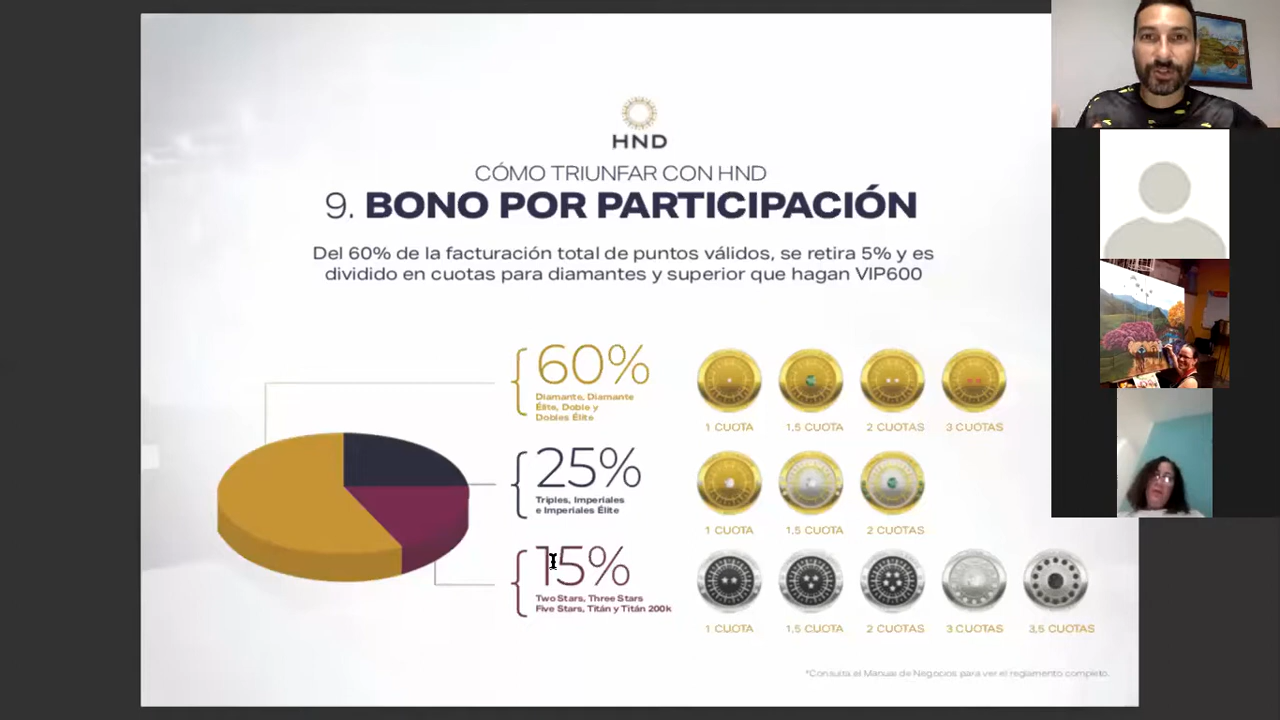 HND
CÓMO TRIUNFAR CON HND
9. BONO POR PARTICIPACIÓN
Del 60% de la facturación total de puntos válidos, se retira 5% y es
dividido en cuotas para diamantes y superior que hagan VIP600
60%
Diamante, Diamante
Élite, Doble y
Dobles Élite
1 CUOTA
1,5 CUOTA
2 CUOTAS
3 CUOTAS
25%
Triples, Imperiales
e Imperiales Élite
1 CUOTA
1,5 CUOTA
2 CUOTAS
15%
Two Stars, Three Stars
Five Stars, Titán y Titán 200k
1 CUOTA
1,5 CUOTA
2 CUOTAS
3 CUOTAS
3,5 CUOTAS
*Consulta el Manual de Negocios para ver el reglamento completo.